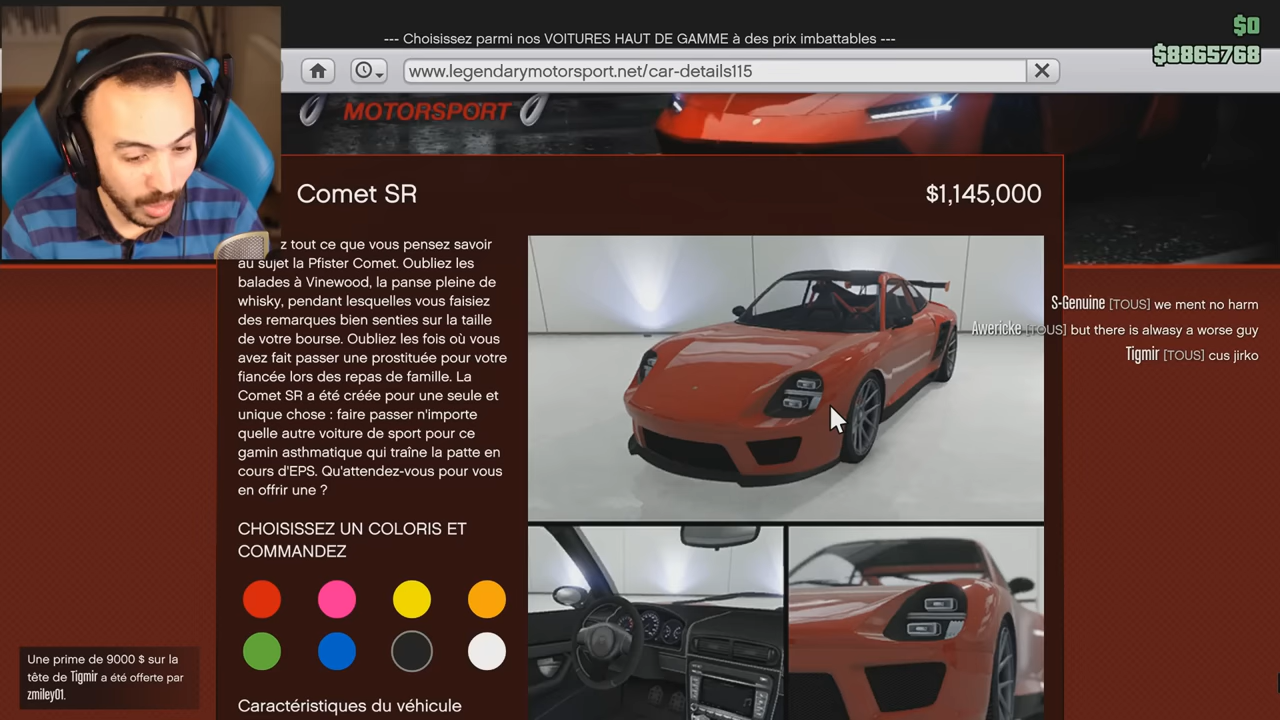 $0
$8865768
--- Choisissez parmi nos VOITURES HAUT DE GAMME à des prix imbattables ---
www.legendarymotorsport.net/car-details115
MOTORSPORT
Comet SR
$1,145,000
z tout ce que vous pensez savoir
au sujet la Pfister Comet. Oubliez les
balades à Vinewood, la panse pleine de
whisky, pendant lesquelles vous faisiez
des remarques bien senties sur la taille
de votre bourse. Oubliez les fois où vous
avez fait passer une prostituée pour votre
fiancée lors des repas de famille. La
Comet SR a été créée pour une seule et
unique chose : faire passer n'importe
quelle autre voiture de sport pour ce
gamin asthmatique qui traîne la patte en
cours d'EPS. Qu'attendez-vous pour vous
en offrir une ?
S-Genuine [TOUS] we ment no harm
Awericke [TOUS] but there is alwasy a worse guy
Tigmir [TOUS] cus jirko
CHOISISSEZ UN COLORIS ET
COMMANDEZ
Caractéristiques du véhicule
Une prime de 9000 $ sur la
tête de Tigmir a été offerte par
zmiley01.